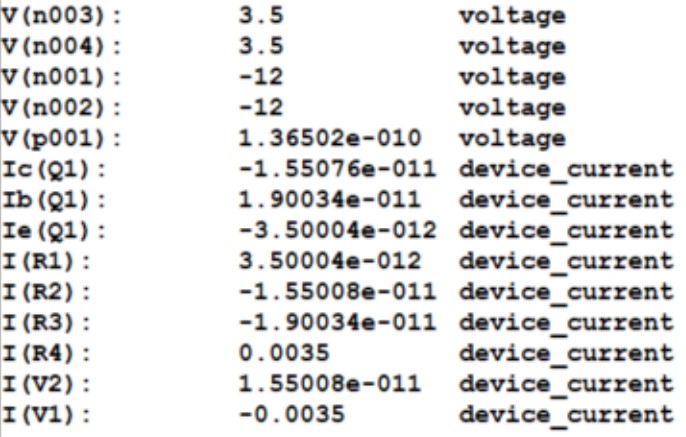 V(n003): 3.5 voltage
V(n004): 3.5 voltage
V(n001): -12 voltage
V(n002): -12 voltage
V(p001): 1.36502e-010 voltage
Ic(Q1): -1.55076e-011 device_current
Ib(Q1): 1.90034e-011 device_current
Ie(Q1): -3.50004e-012 device_current
I(R1): 3.50004e-012 device_current
I(R2): -1.55008e-011 device_current
I(R3): -1.90034e-011 device_current
I(R4): 0.0035 device_current
I(V2): 1.55008e-011 device_current
I(V1): -0.0035 device_current